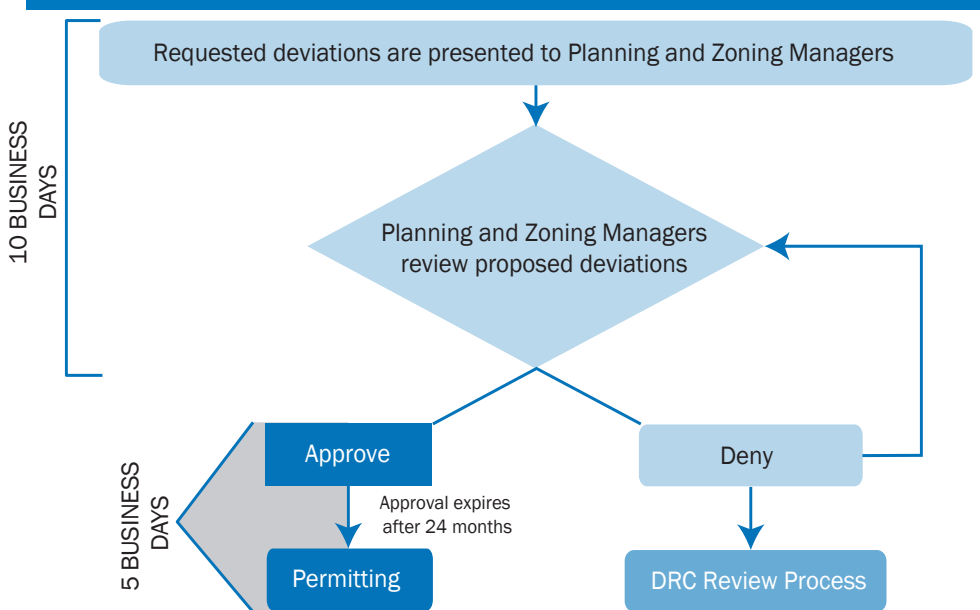 Requested deviations are presented to Planning and Zoning Managers
10 BUSINESS
DAYS
Planning and Zoning Managers
review proposed deviations
Approve
Deny
5 BUSINESS
DAYS
Approval expires
after 24 months
Permitting
DRC Review Process